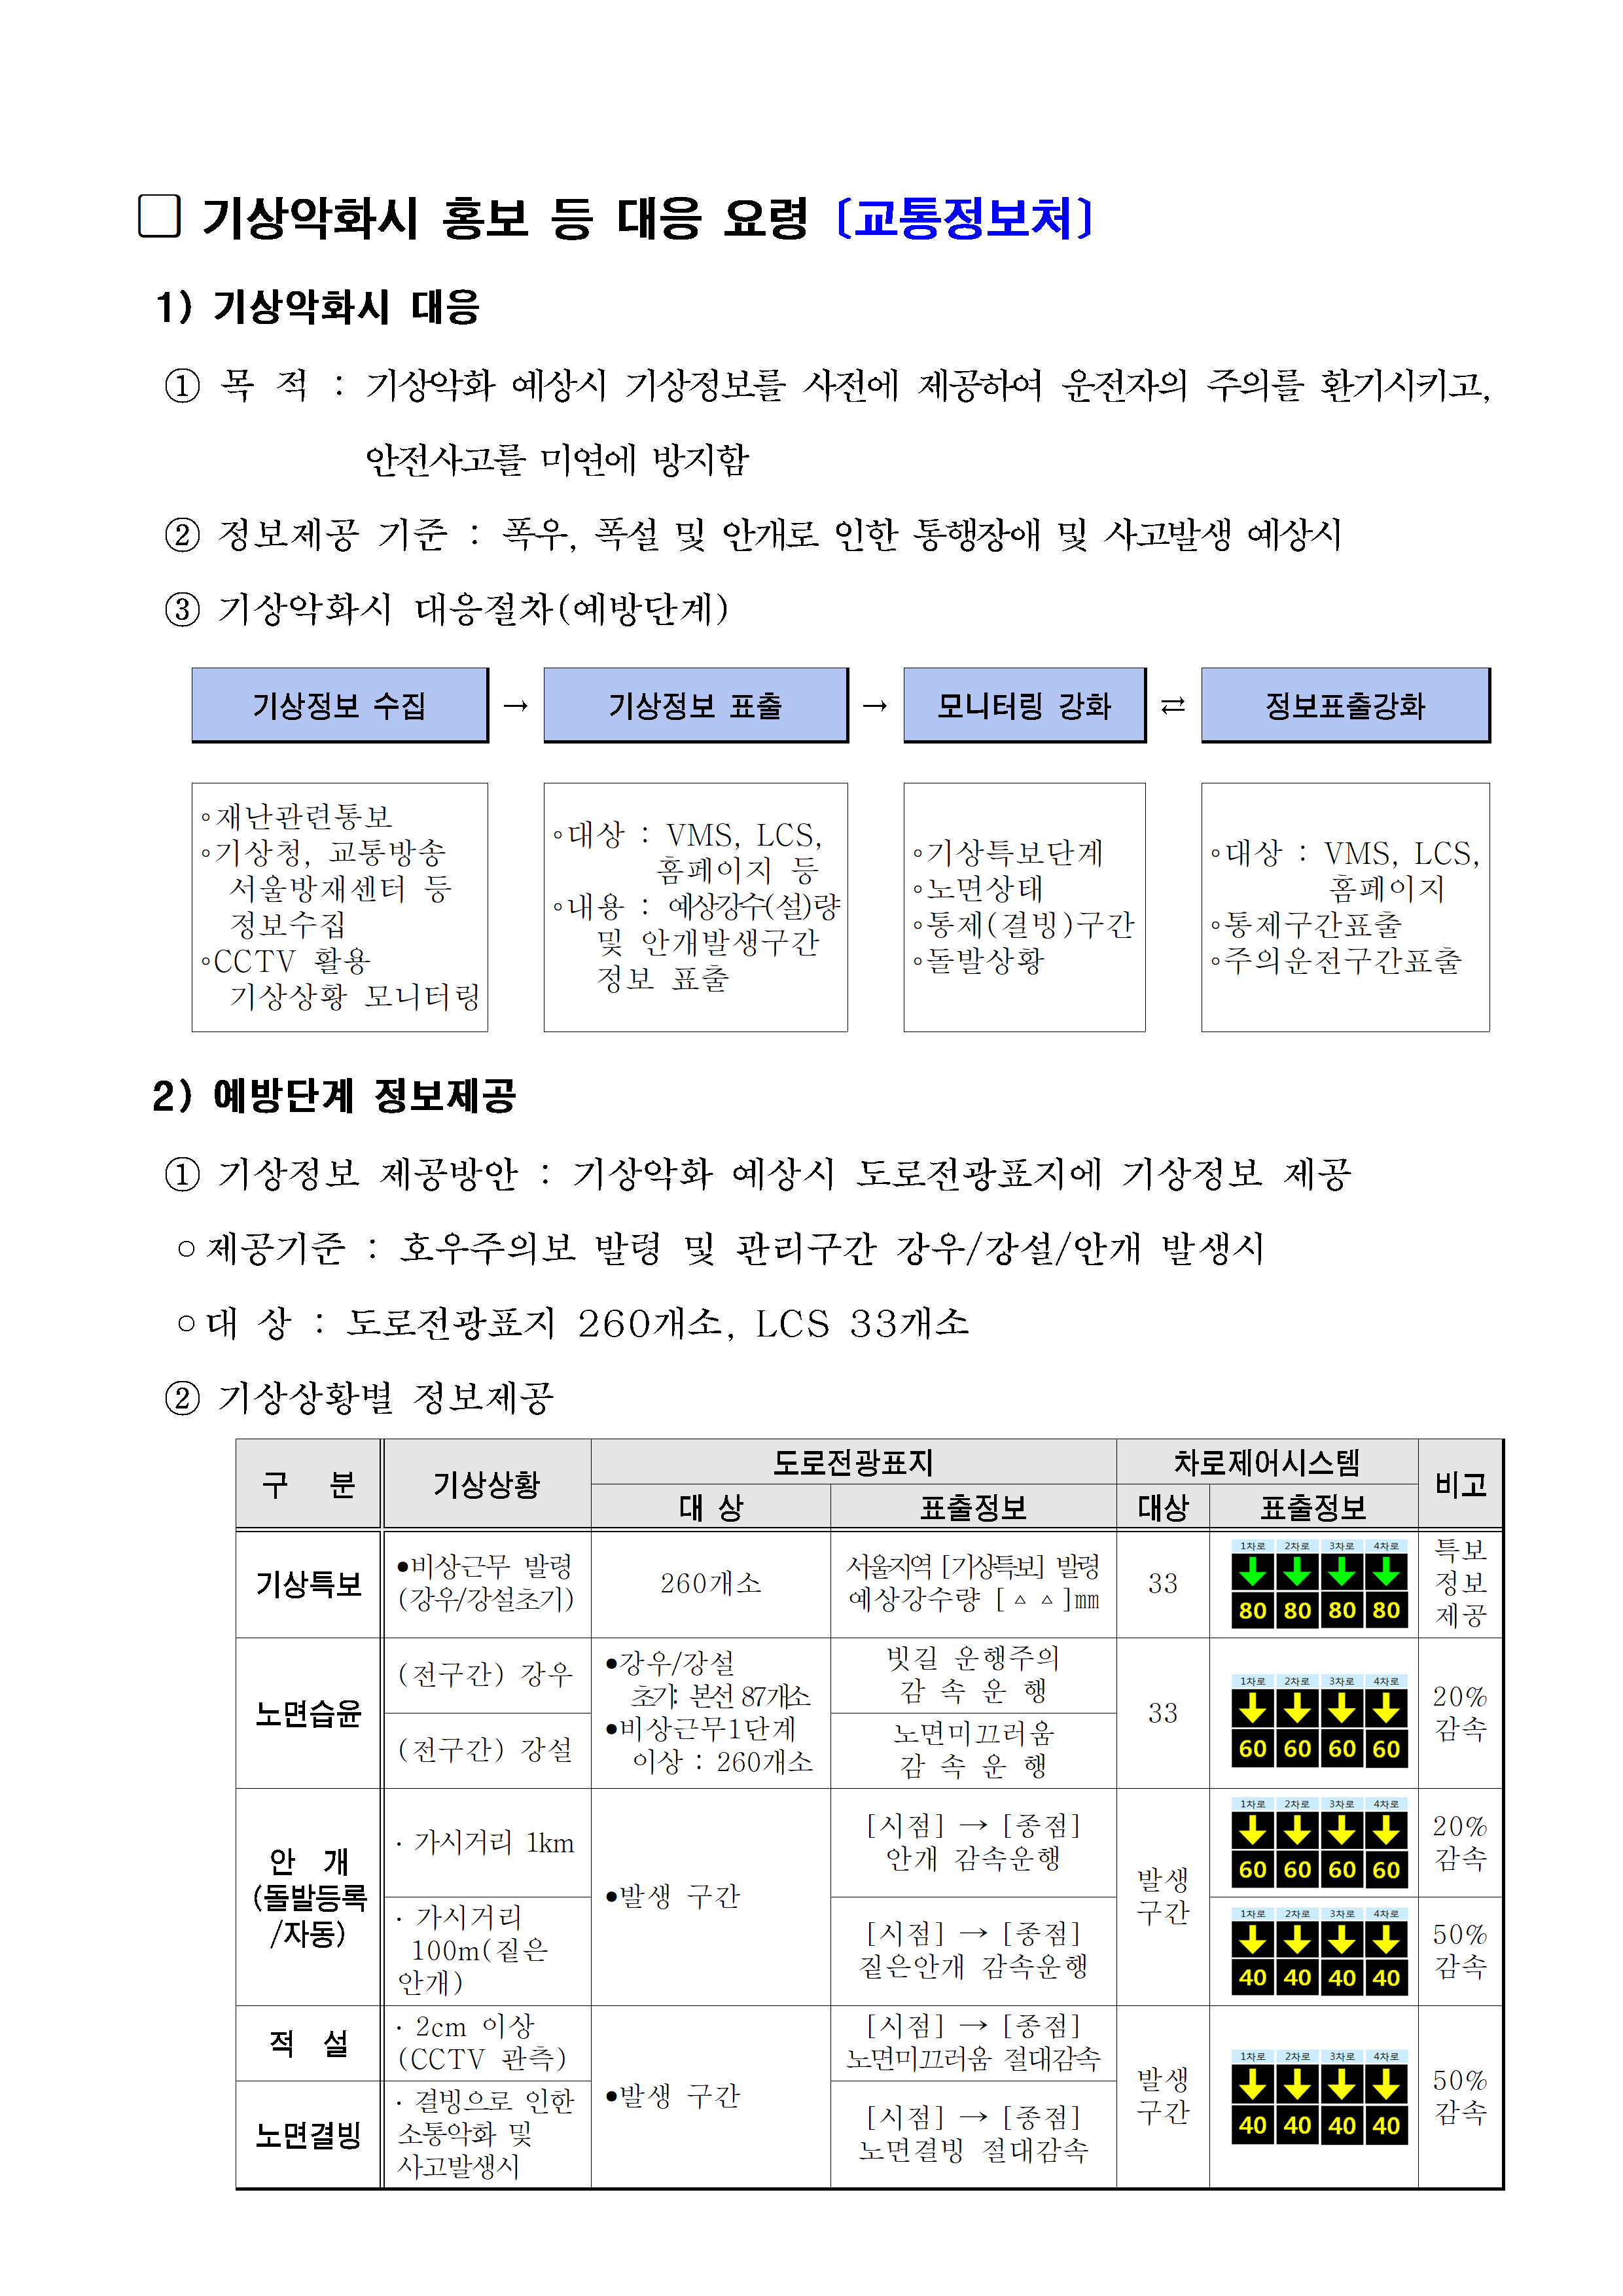 □ 기상악화시 홍보 등 대응 요령 〔교통정보처〕
1) 기상악화시 대응
① 목 적 : 기상악화 예상시 기상정보를 사전에 제공하여 운전자의 주의를 환기시키고,
안전사고를 미연에 방지함
② 정보제공 기준 : 폭우, 폭설 및 안개로 인한 통행장애 및 사고발생 예상시
③ 기상악화시 대응절차(예방단계)
기상정보 수집 → 기상정보 표출 → 모니터링 강화 ⇄ 정보표출강화
◦재난관련통보
◦기상청, 교통방송
서울방재센터 등
정보수집
◦CCTV 활용
기상상황 모니터링
◦대상 : VMS, LCS,
홈페이지 등
◦내용 : 예상강수(설)량
및 안개발생구간
정보 표출
◦기상특보단계
◦노면상태
◦통제(결빙)구간
◦돌발상황
◦대상 : VMS, LCS,
홈페이지
◦통제구간표출
◦주의운전구간표출
2) 예방단계 정보제공
① 기상정보 제공방안 : 기상악화 예상시 도로전광표지에 기상정보 제공
○제공기준 : 호우주의보 발령 및 관리구간 강우/강설/안개 발생시
○대 상 : 도로전광표지 260개소, LCS 33개소
② 기상상황별 정보제공
구 분 기상상황 도로전광표지 차로제어시스템 비고
대 상 표출정보 대상 표출정보
기상특보
●비상근무 발령
(강우/강설초기)
260개소
서울지역 [기상특보] 발령
예상강수량 [△△]㎜
33
1차로 2차로 3차로 4차로
80 80 80 80
특보
정보
제공
노면습윤
(전구간) 강우
(전구간) 강설
●강우/강설
초기: 본선 87개소
●비상근무1단계
이상 : 260개소
빗길 운행주의
감 속 운 행
노면미끄러움
감 속 운 행
33
1차로 2차로 3차로 4차로
60 60 60 60
20%
감속
안 개
(돌발등록
/자동)
· 가시거리 1km
●발생 구간
[시점] → [종점]
안개 감속운행
발생
구간
1차로 2차로 3차로 4차로
60 60 60 60
20%
감속
· 가시거리
100m(짙은
안개)
[시점] → [종점]
짙은안개 감속운행
1차로 2차로 3차로 4차로
40 40 40 40
50%
감속
적 설
· 2cm 이상
(CCTV 관측)
●발생 구간
[시점] → [종점]
노면미끄러움 절대감속
발생
구간
1차로 2차로 3차로 4차로
40 40 40 40
50%
감속
노면결빙
· 결빙으로 인한
소통악화 및
사고발생시
[시점] → [종점]
노면결빙 절대감속